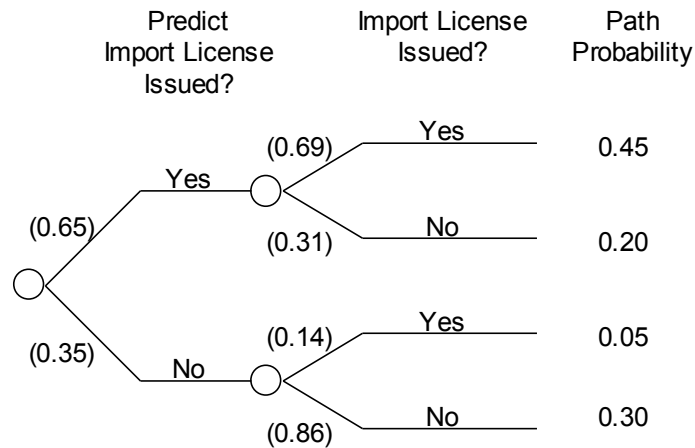 Predict
Import License
Issued?
Import License
Issued?
Path
Probability
(0.69)
Yes
0.45
Yes
(0.65)
(0.31)
No
0.20
(0.35)
No
(0.14)
Yes
0.05
(0.86)
No
0.30